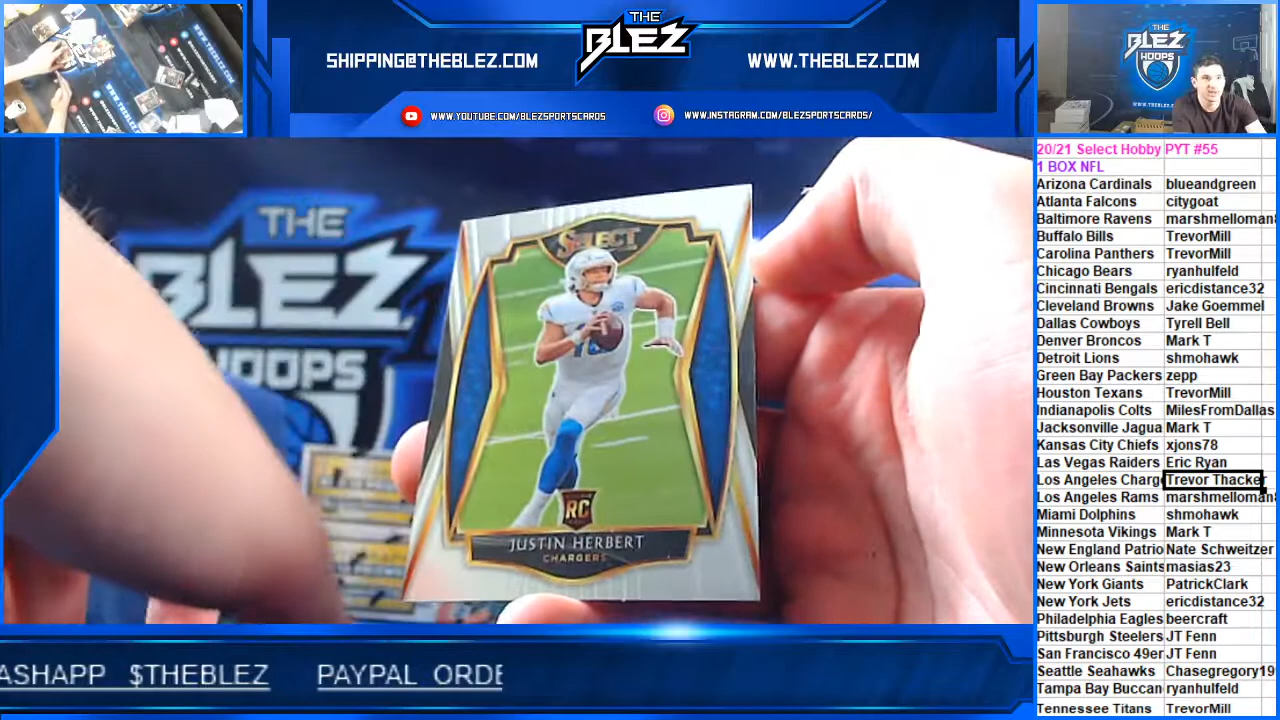 THE
BLEZ
SHIPPING@THEBLEZ.COM
WWW.THEBLEZ.COM
WWW.YOUTUBE.COM/BLEZSPORTSCARDS
WWW.INSTAGRAM.COM/BLEZSPORTSCARDS/
THE
BLEZ
HOOPS
20/21 Select Hobby PYT #55
1 BOX NFL
Arizona Cardinals blueandgreen
Atlanta Falcons citygoat
Baltimore Ravens marshmelloman
Buffalo Bills TrevorMill
Carolina Panthers TrevorMill
Chicago Bears ryanhulfeld
Cincinnati Bengals ericdistance32
Cleveland Browns Jake Goemmel
Dallas Cowboys Tyrell Bell
Denver Broncos Mark T
Detroit Lions shmohawk
Green Bay Packers zepp
Houston Texans TrevorMill
Indianapolis Colts MilesFromDallas
Jacksonville Jagua Mark T
Kansas City Chiefs xjons78
Las Vegas Raiders Eric Ryan
Los Angeles Charg Trevor Thacker
Los Angeles Rams marshmelloman
Miami Dolphins shmohawk
Minnesota Vikings Mark T
New England Patrio Nate Schweitzer
New Orleans Saints masias23
New York Giants PatrickClark
New York Jets ericdistance32
Philadelphia Eagles beercraft
Pittsburgh Steelers JT Fenn
San Francisco 49er JT Fenn
Seattle Seahawks Chasegregory19
Tampa Bay Buccan ryanhulfeld
Tennessee Titans TrevorMill
THE
BLEZ
HOOPS
SELECT
RC
JUSTIN HERBERT
CHARGERS
ASHAPP $THEBLEZ PAYPAL ORDE